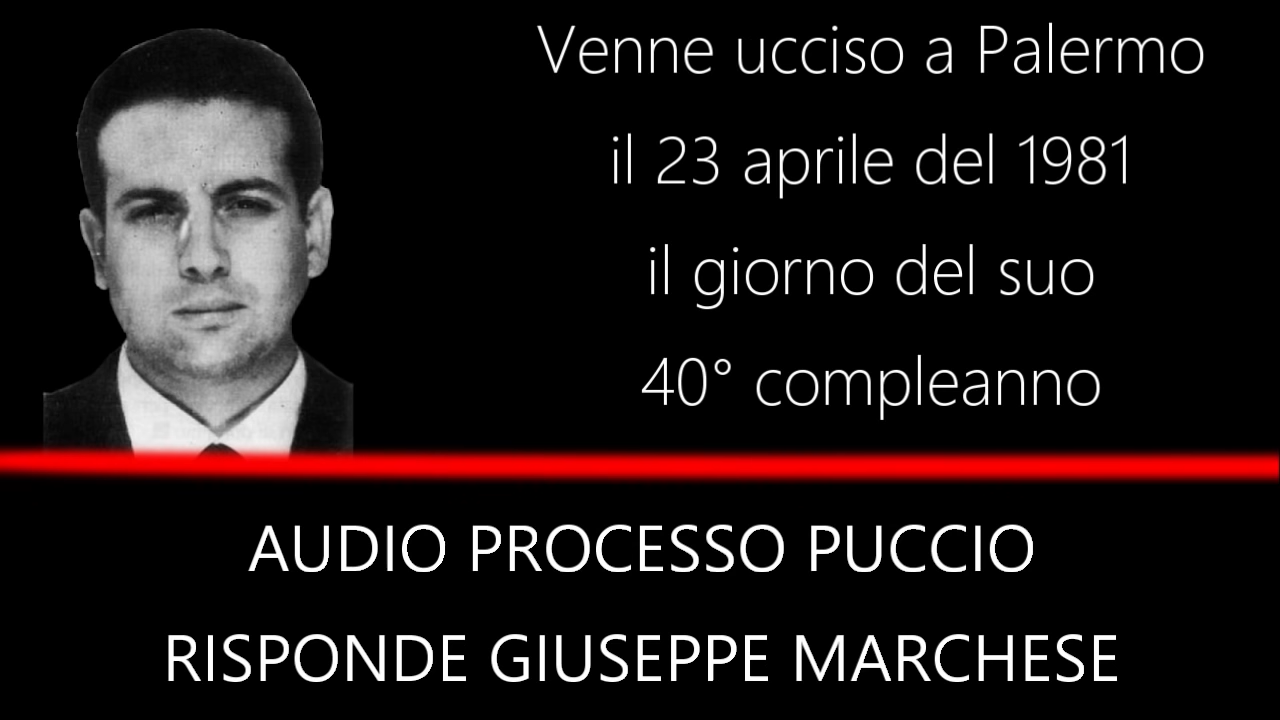 Venne ucciso a Palermo
il 23 aprile del 1981
il giorno del suo
40° compleanno
AUDIO PROCESSO PUCCIO
RISPONDE GIUSEPPE MARCHESE